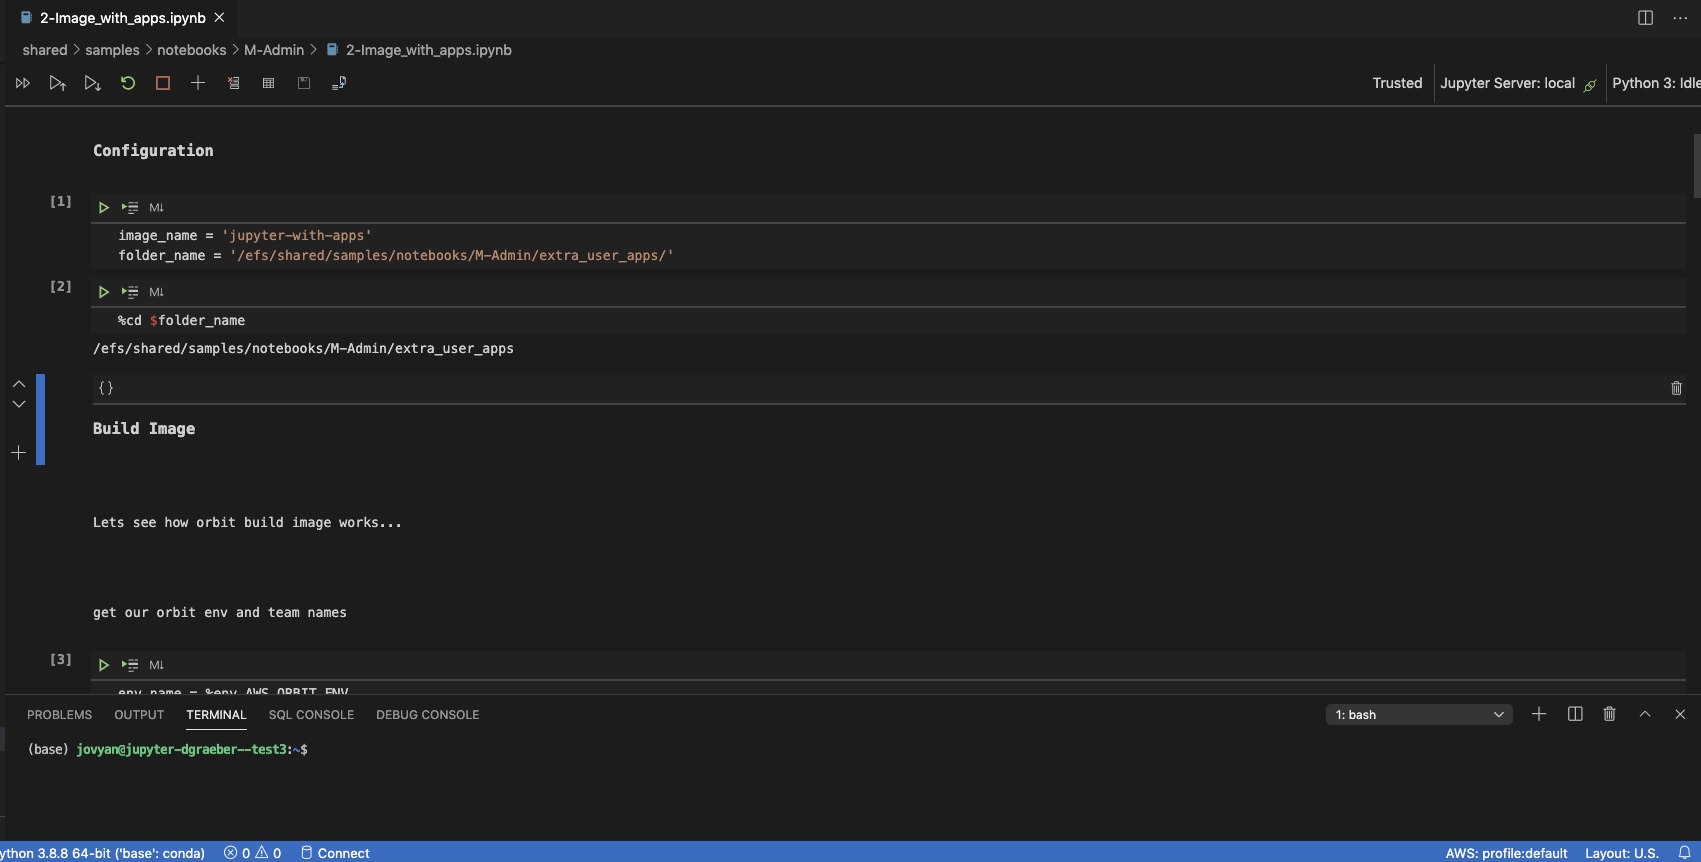 2-Image_with_apps.ipynb
shared > samples > notebooks > M-Admin > 2-Image_with_apps.ipynb
Trusted
Jupyter Server: local
Python 3: Idle
Configuration
[1]
M↓
image_name = 'jupyter-with-apps'
folder_name = '/efs/shared/samples/notebooks/M-Admin/extra_user_apps/'
[2]
M↓
%cd $folder_name
/efs/shared/samples/notebooks/M-Admin/extra_user_apps
{}
Build Image
Lets see how orbit build image works...
get our orbit env and team names
[3]
M↓
env_name = %env AWS_ORBIT_ENV
PROBLEMS OUTPUT TERMINAL SQL CONSOLE DEBUG CONSOLE
1: bash
(base) jovyan@jupyter-dgraeber--test3:~$
ython 3.8.8 64-bit ('base': conda) 0 0 Connect
AWS: profile:default Layout: U.S.